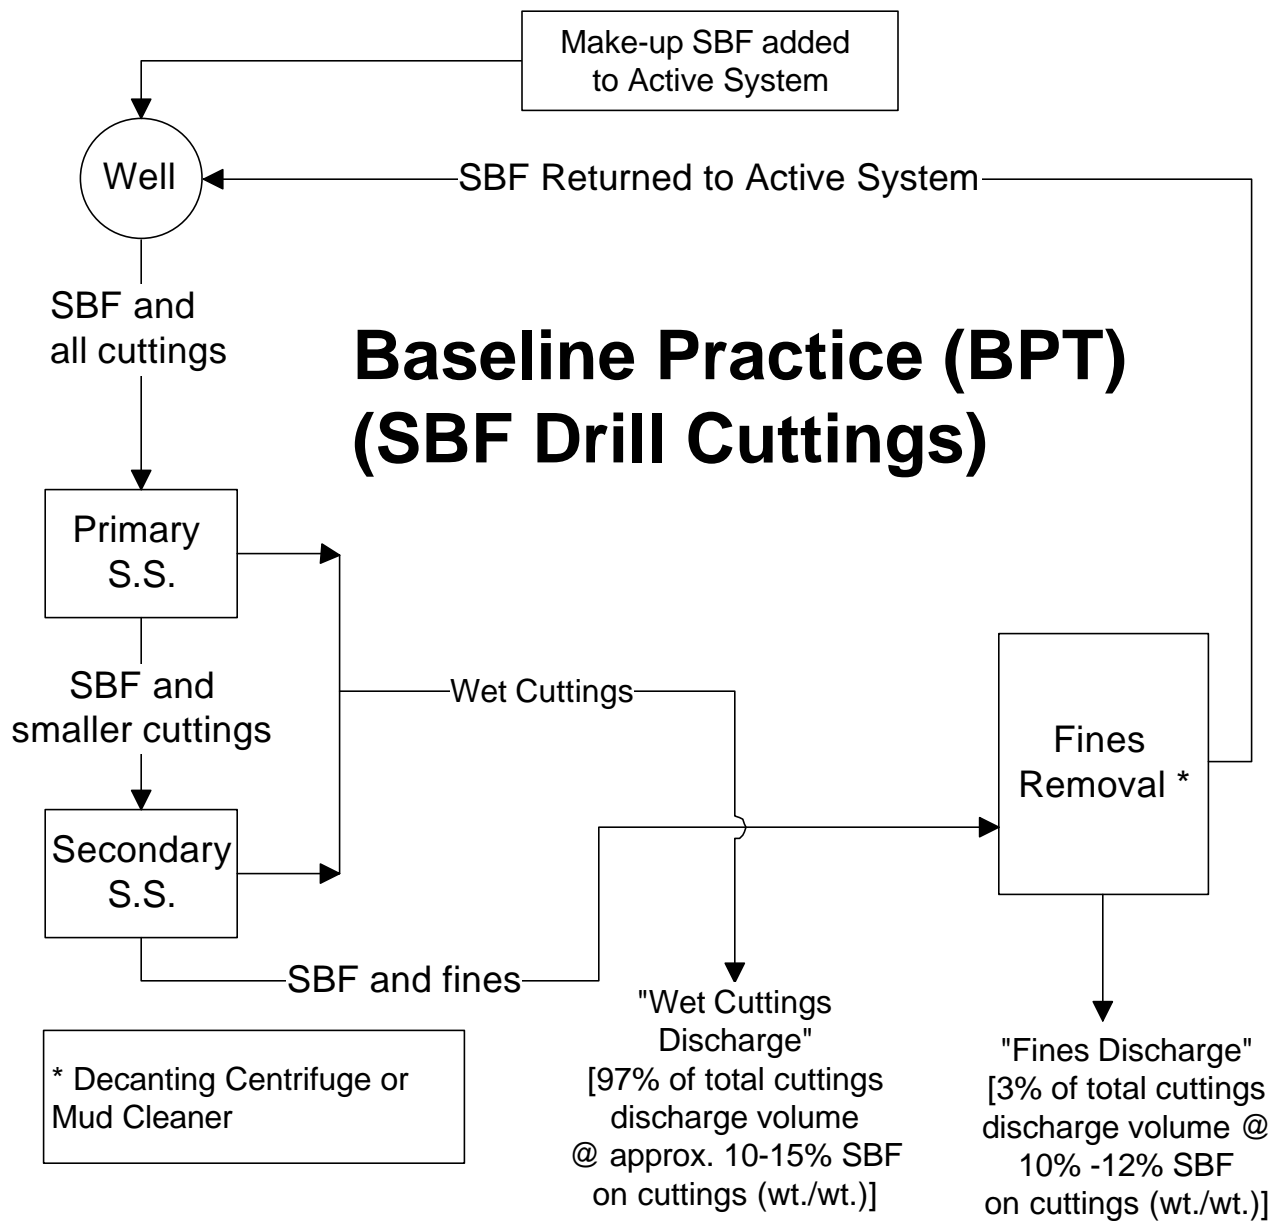 Make-up SBF added
to Active System
Well
SBF Returned to Active System
SBF and
all cuttings
Baseline Practice (BPT)
(SBF Drill Cuttings)
Primary
S.S.
SBF and
smaller cuttings
Wet Cuttings
Fines
Removal *
Secondary
S.S.
SBF and fines
"Wet Cuttings
Discharge"
[97% of total cuttings
discharge volume
@ approx. 10-15% SBF
on cuttings (wt./wt.)]
"Fines Discharge"
[3% of total cuttings
discharge volume @
10% -12% SBF
on cuttings (wt./wt.)]
* Decanting Centrifuge or
Mud Cleaner